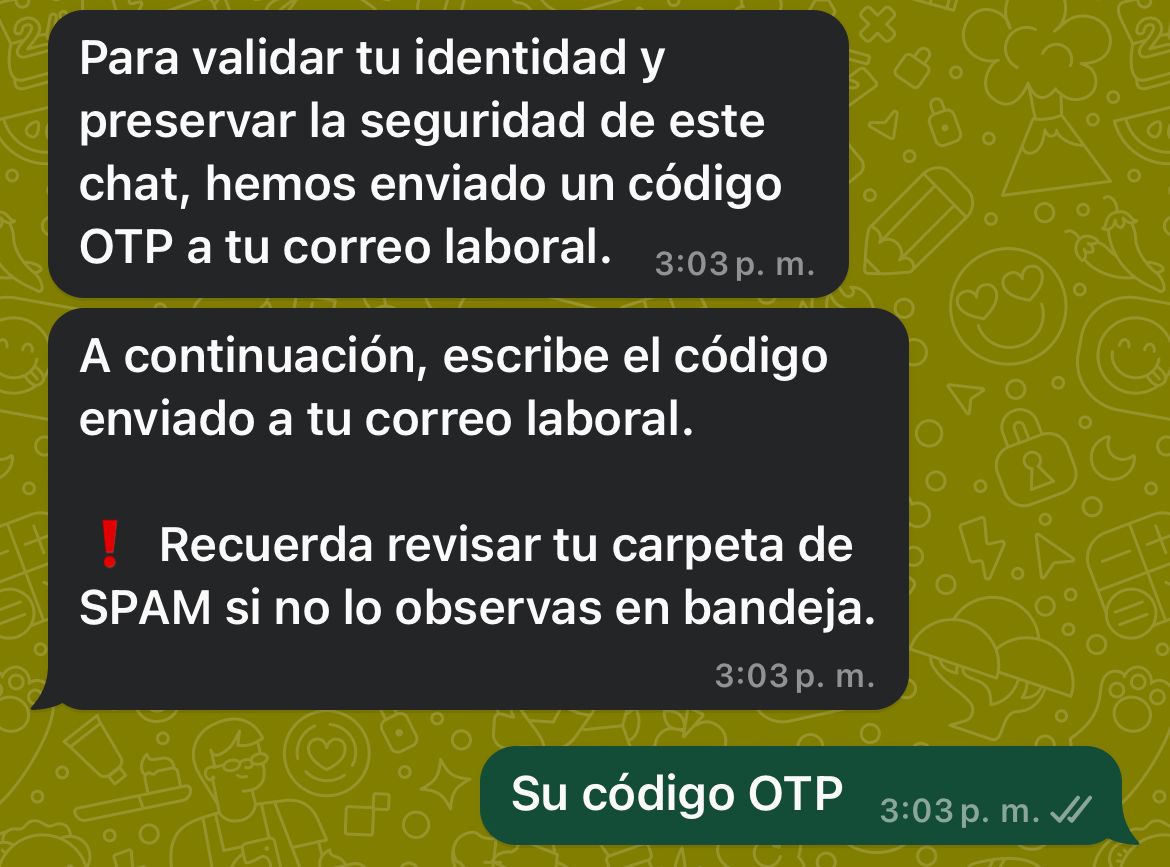 Para validar tu identidad y
preservar la seguridad de este
chat, hemos enviado un código
OTP a tu correo laboral. 3:03 p. m.
A continuación, escribe el código
enviado a tu correo laboral.
❗ Recuerda revisar tu carpeta de
SPAM si no lo observas en bandeja.
3:03 p. m.
Su código OTP 3:03 p. m.